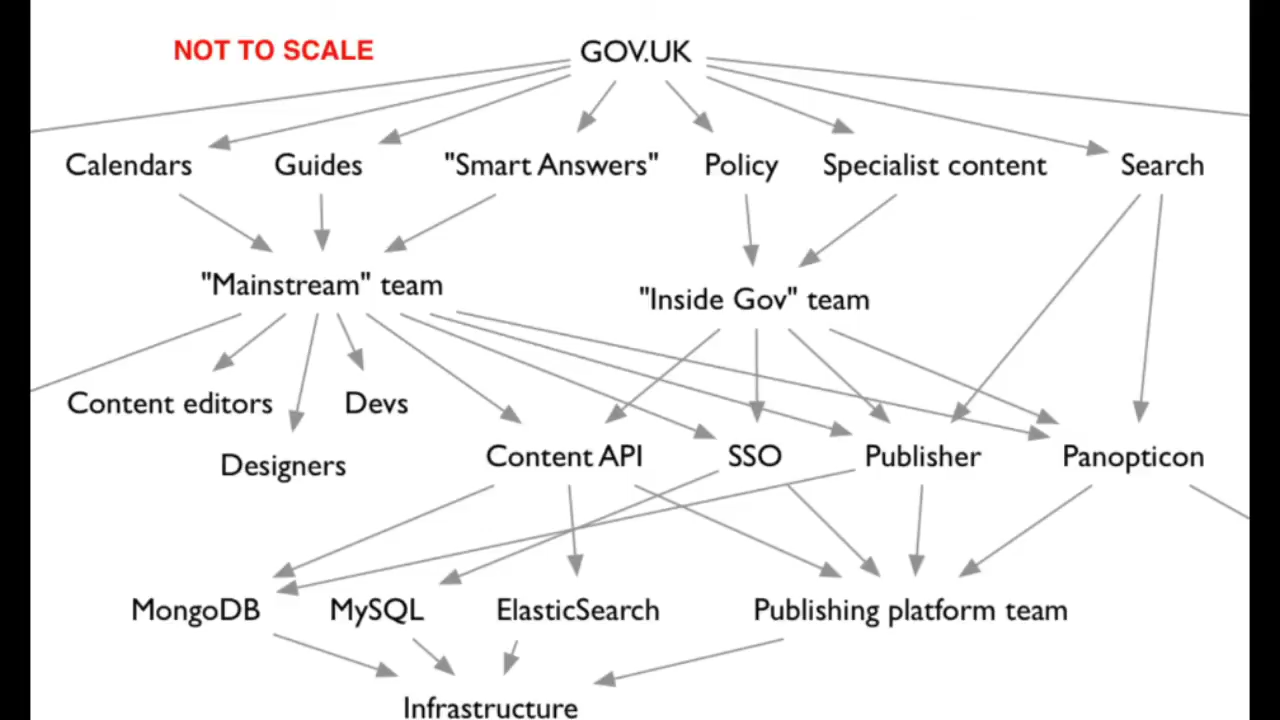 NOT TO SCALE
GOV.UK
Calendars
Guides
"Smart Answers"
Policy
Specialist content
Search
"Mainstream" team
"Inside Gov" team
Content editors
Devs
Designers
Content API
SSO
Publisher
Panopticon
MongoDB
MySQL
ElasticSearch
Publishing platform team
Infrastructure